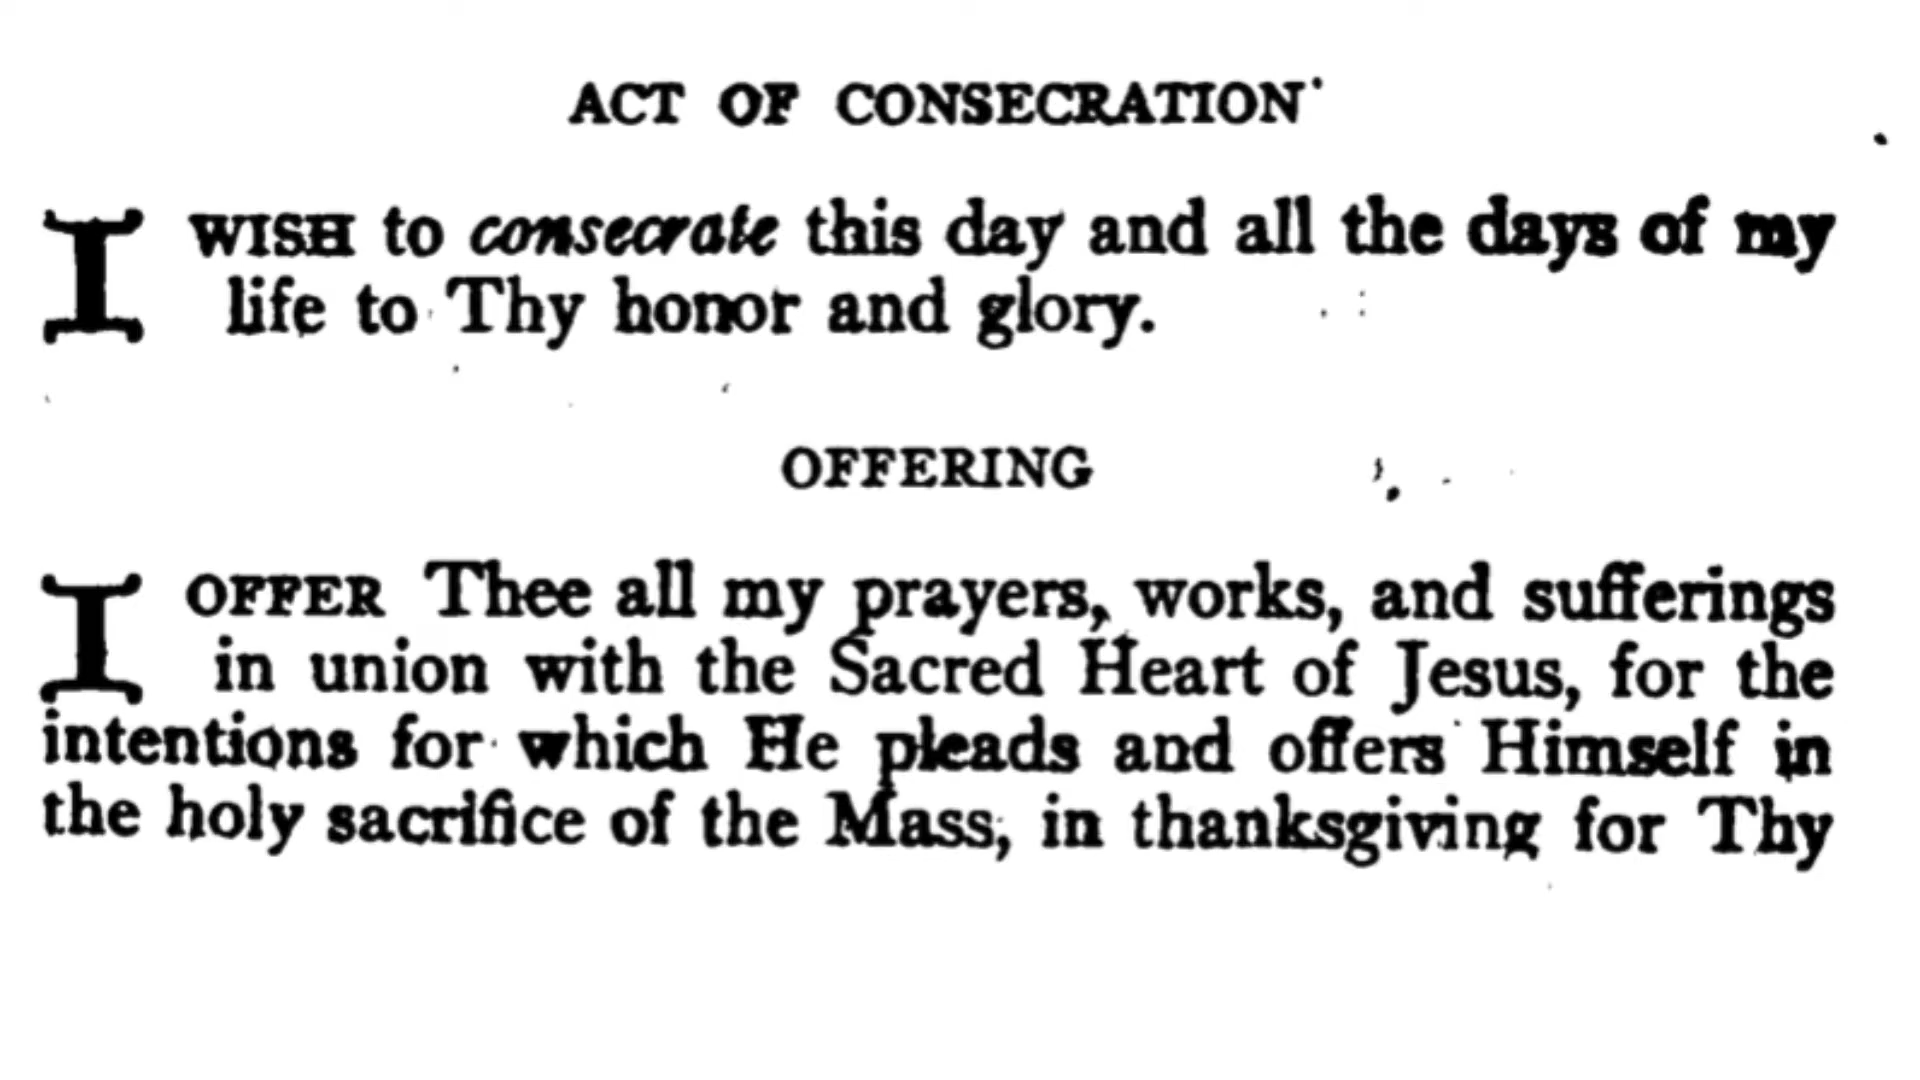 ACT OF CONSECRATION
I WISH to consecrate this day and all the days of my
life to Thy honor and glory.
OFFERING
I OFFER Thee all my prayers, works, and sufferings
in union with the Sacred Heart of Jesus, for the
intentions for which He pleads and offers Himself in
the holy sacrifice of the Mass, in thanksgiving for Thy